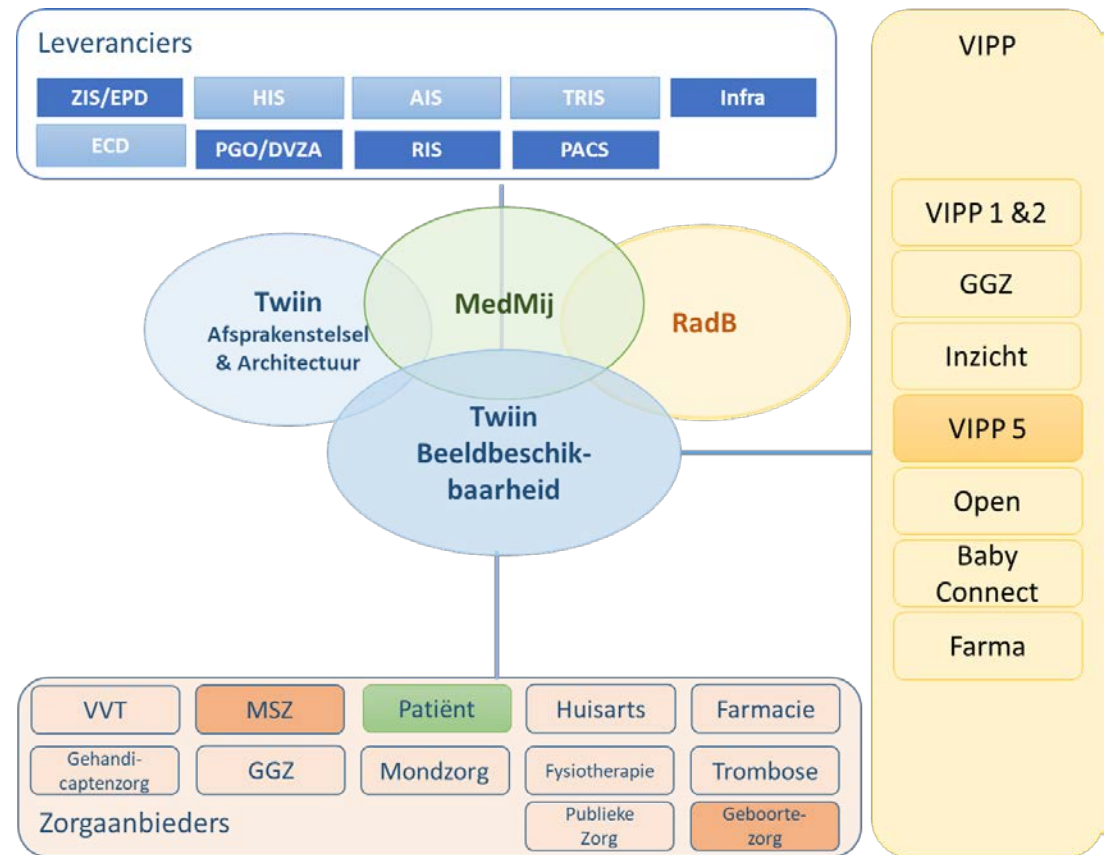 Leveranciers
ZIS/EPD
HIS
AIS
TRIS
Infra
ECD
PGO/DVZA
RIS
PACS
Twiin
Afsprakenstelsel
& Architectuur
MedMij
RadB
Twiin
Beeldbeschik-
baarheid
VIPP
VIPP 1 &2
GGZ
Inzicht
VIPP 5
Open
Baby
Connect
Farma
VVT
MSZ
Patiënt
Huisarts
Farmacie
Gehandi-
captenzorg
GGZ
Mondzorg
Fysiotherapie
Trombose
Zorgaanbieders
Publieke
Zorg
Geboorte-
zorg